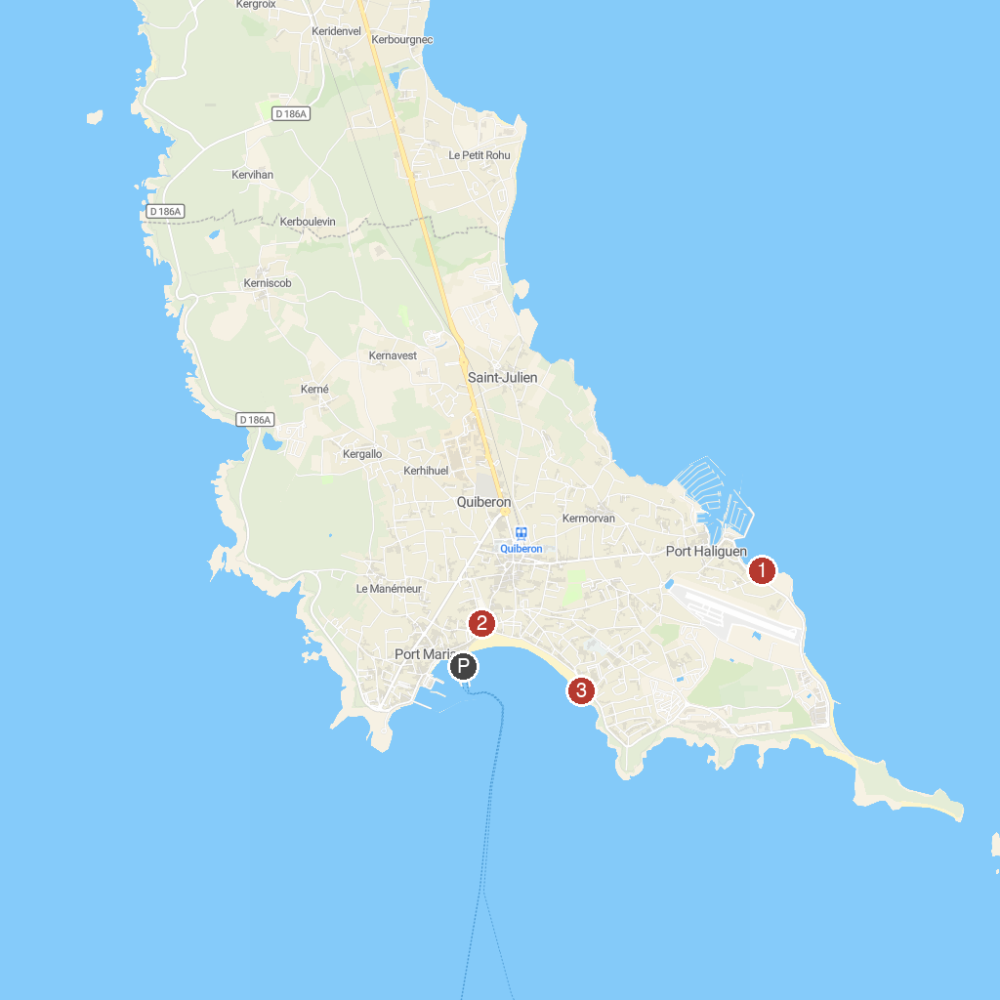 Kergroix
Keridenvel
Kerbourgnec
D 186A
Le Petit Rohu
Kervihan
D 186A
Kerboulevin
Kerniscob
Kernavest
Saint-Julien
Kerné
D 186A
Kergallo
Kerhihuel
Quiberon
Kermorvan
Quiberon
Port Haliguen
1
Le Manémeur
2
Port Maria
P
3